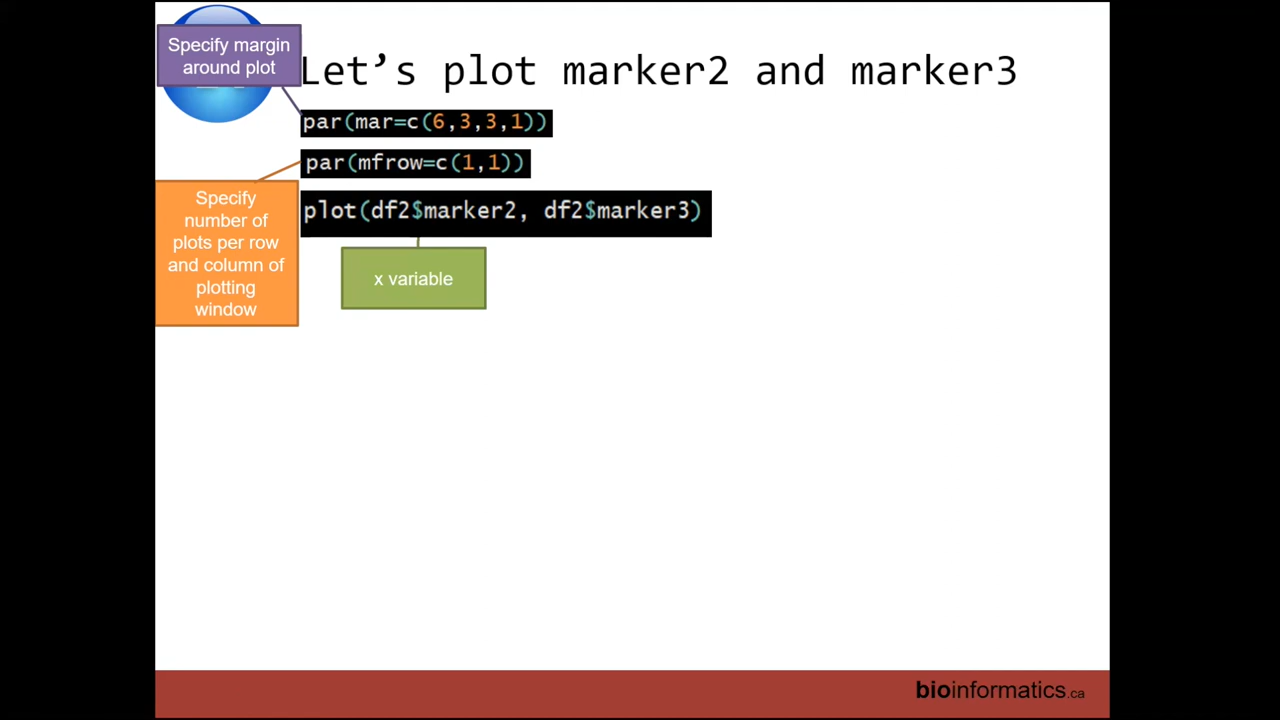 Specify margin
around plot
Let’s plot marker2 and marker3
par(mar=c(6,3,3,1))
par(mfrow=c(1,1))
Specify
number of
plots per row
and column of
plotting
window
plot(df2$marker2, df2$marker3)
x variable
bioinformatics.ca